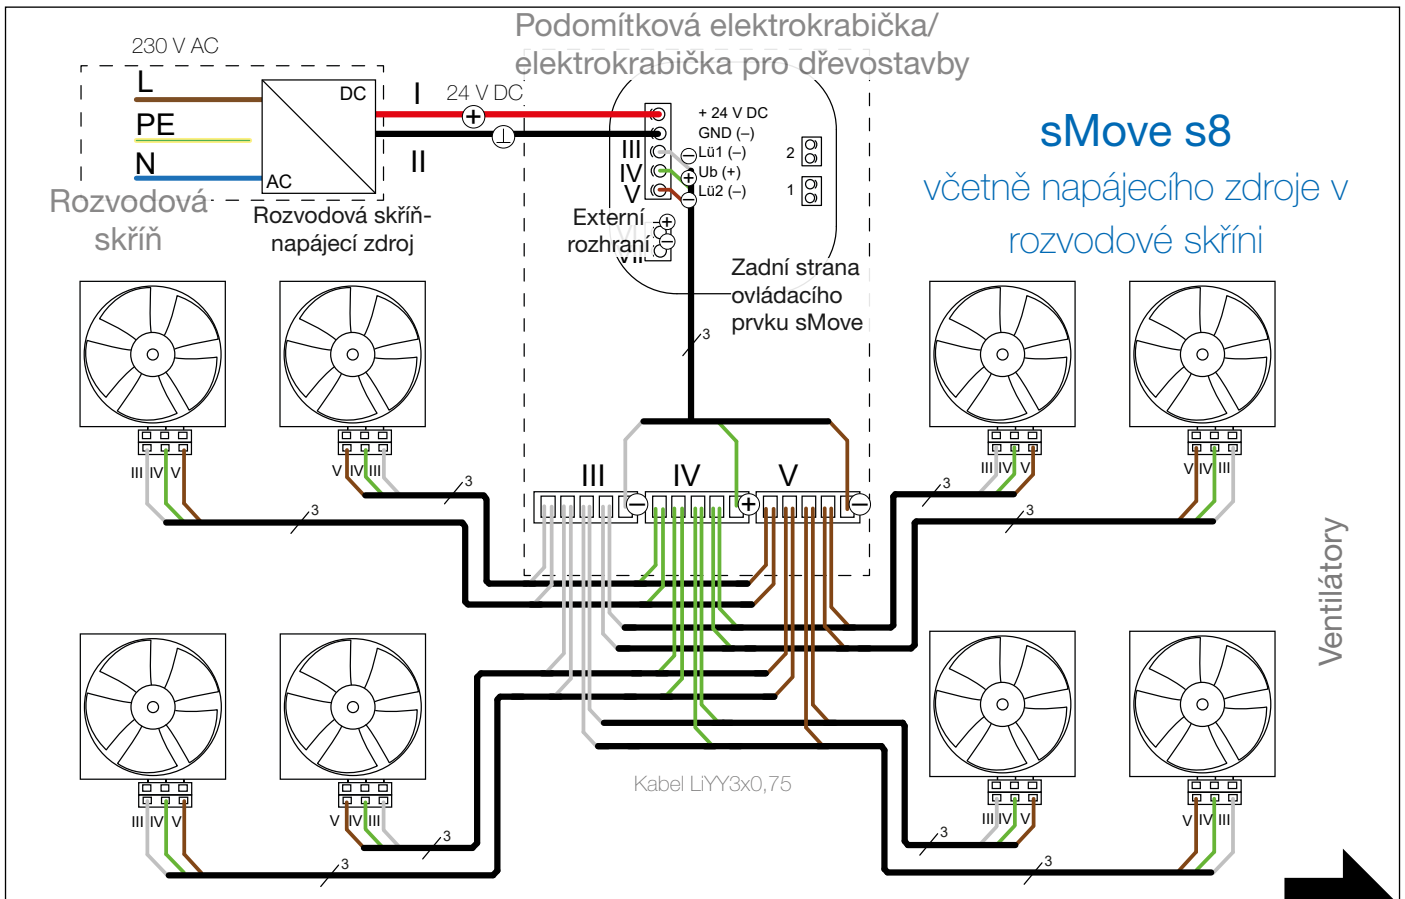 230 V AC
L
PE
N
DC
AC
I
II
24 V DC
Rozvodová
skříň
Rozvodová skříň-
napájecí zdroj
Podomítková elektrokrabička/
elektrokrabička pro dřevostavby
+ 24 V DC
GND (–)
Lü1 (–)
Ub (+)
Lü2 (–)
III
IV
V
2
1
Externí
rozhraní
VII
Zadní strana
ovládacího
prvku sMove
3
sMove s8
včetně napájecího zdroje v
rozvodové skříni
III IV V
V IV III
III IV V
V IV III
3
3
3
3
III
IV
V
Ventilátory
Kabel LiYY3x0,75
III IV V
V IV III
III IV V
V IV III
3
3
3
3